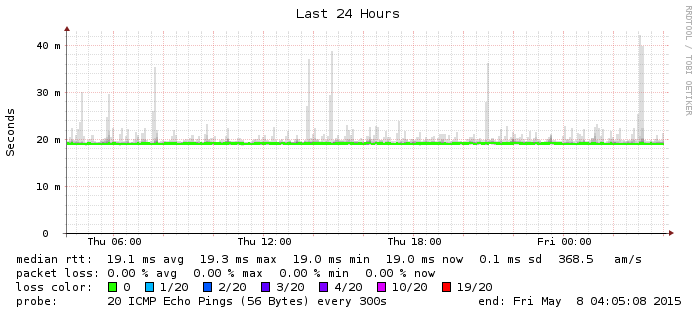 Last 24 Hours
RRDTOOL / TOBI OETIKER
Seconds
40 m
30 m
20 m
10 m
0
Thu 06:00 Thu 12:00 Thu 18:00 Fri 00:00
median rtt: 19.1 ms avg 19.3 ms max 19.0 ms min 19.0 ms now 0.1 ms sd 368.5 am/s
packet loss: 0.00 % avg 0.00 % max 0.00 % min 0.00 % now
loss color: 0 1/20 2/20 3/20 4/20 10/20 19/20
probe: 20 ICMP Echo Pings (56 Bytes) every 300s end: Fri May 8 04:05:08 2015